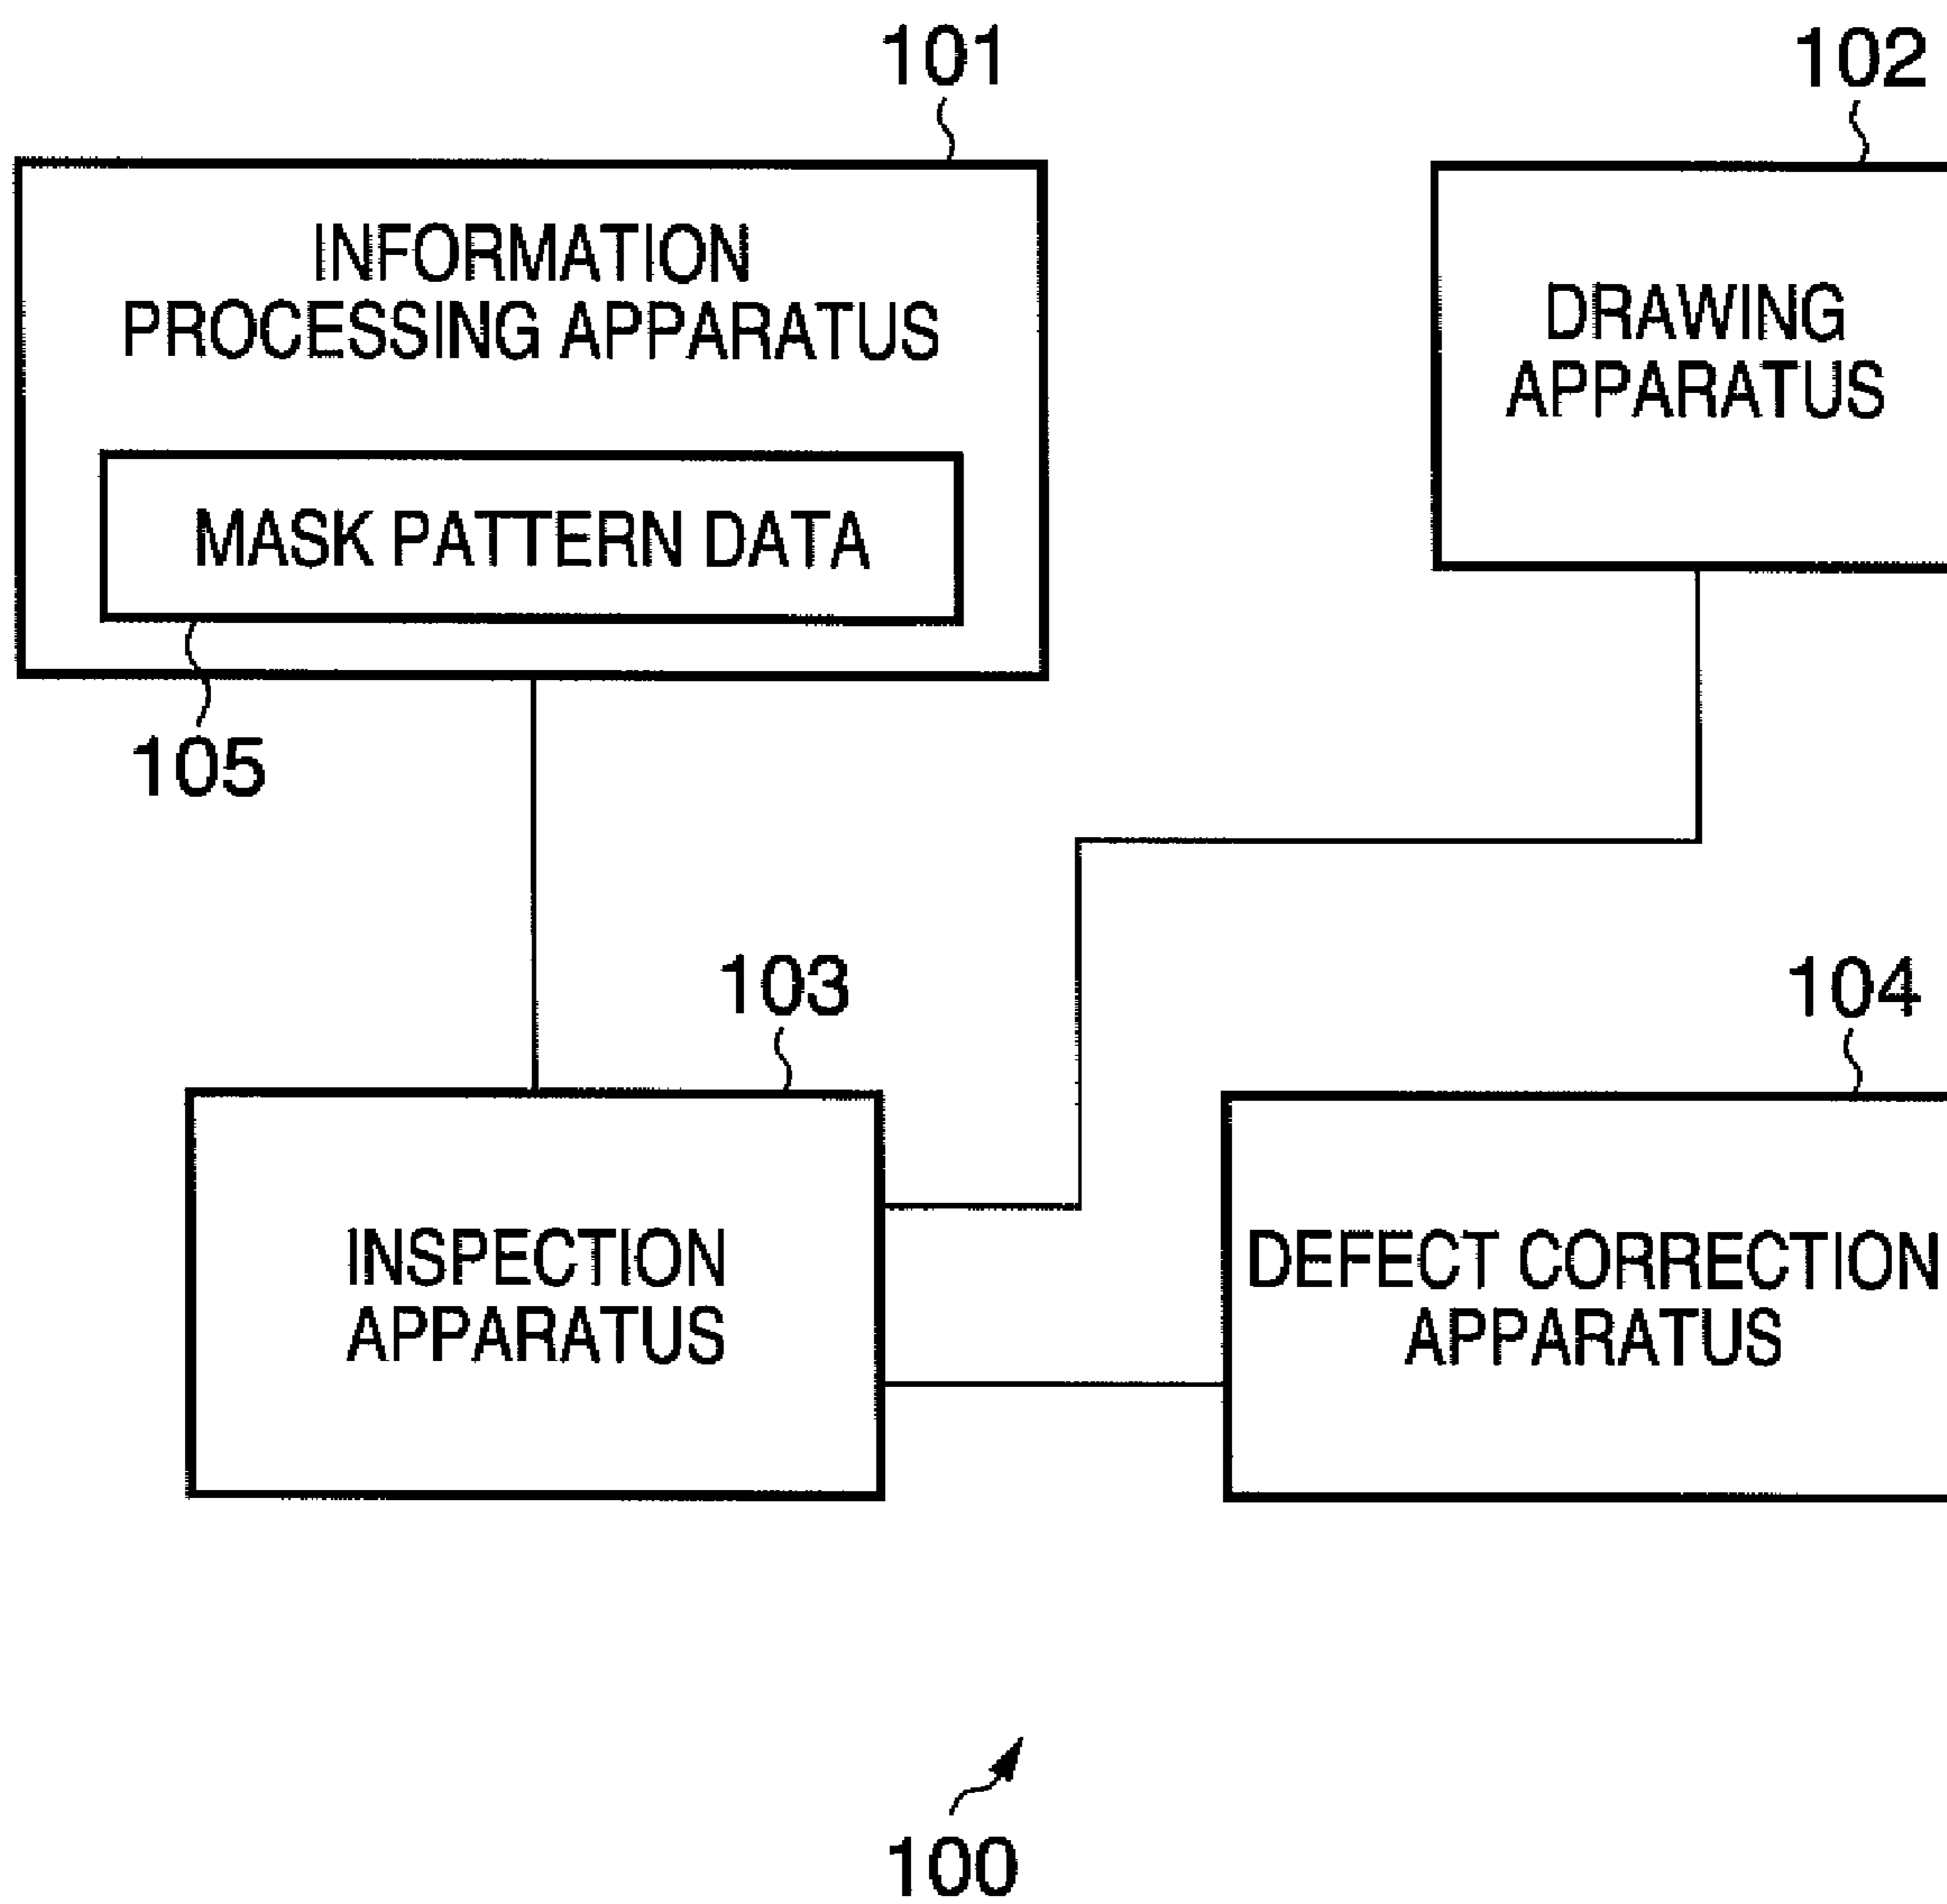 101
102
INFORMATION
PROCESSING APPARATUS
DRAWING
APPARATUS
MASK PATTERN DATA
105
103
104
INSPECTION
APPARATUS
DEFECT CORRECTION
APPARATUS
100